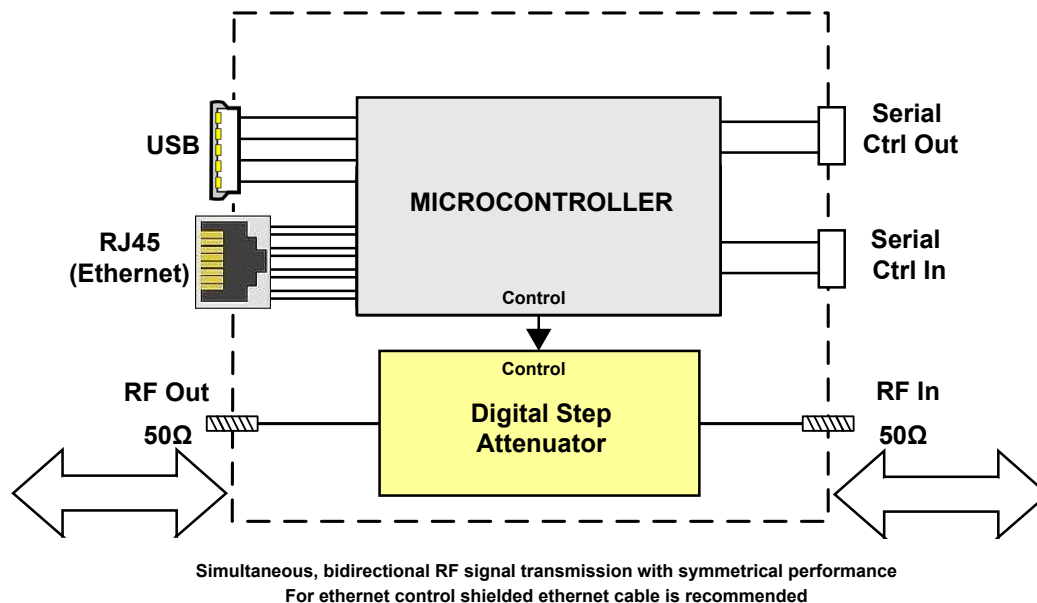 USB
RJ45
(Ethernet)
MICROCONTROLLER
Control
Serial
Ctrl Out
Serial
Ctrl In
Control
Digital Step
Attenuator
RF Out
50Ω
RF In
50Ω
Simultaneous, bidirectional RF signal transmission with symmetrical performance
For ethernet control shielded ethernet cable is recommended